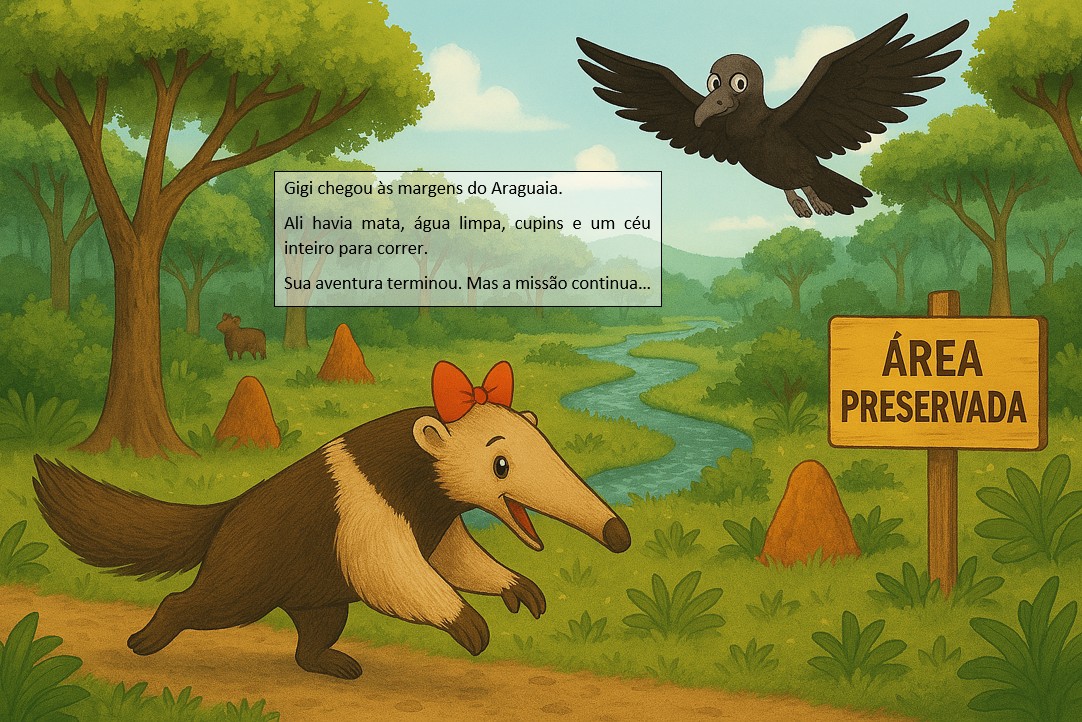 Gigi chegou às margens do Araguaia.
Ali havia mata, água limpa, cupins e um céu
inteiro para correr.
Sua aventura terminou. Mas a missão continua...
ÁREA
PRESERVADA